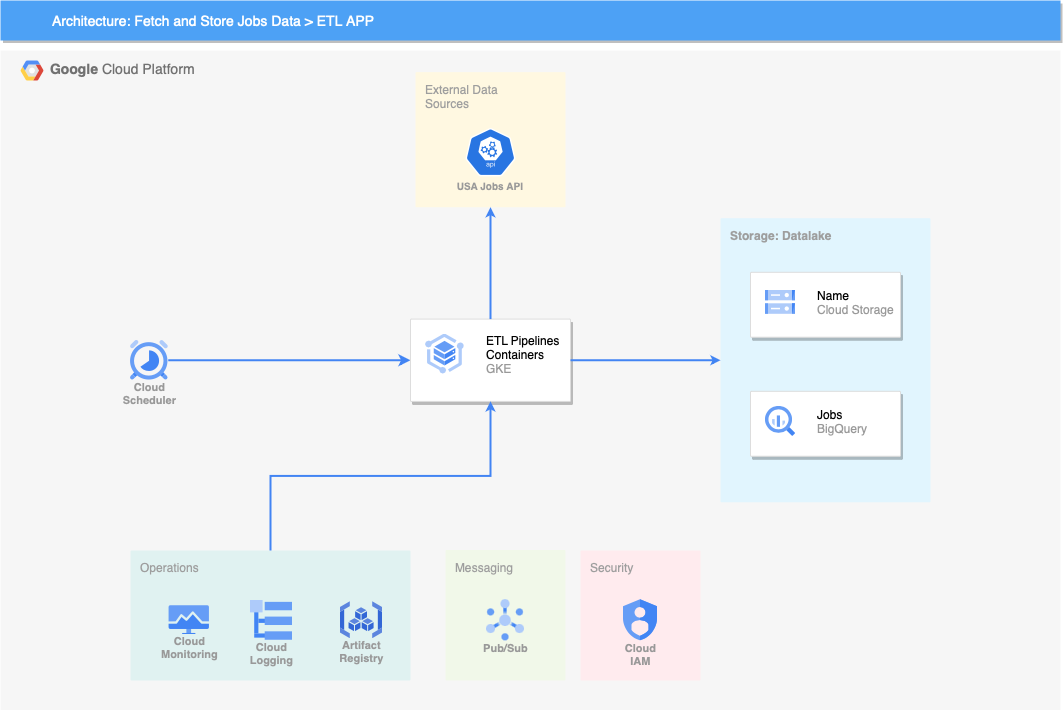 Architecture: Fetch and Store Jobs Data > ETL APP
Google Cloud Platform
External Data
Sources
api
USA Jobs API
Storage: Datalake
Name
Cloud Storage
ETL Pipelines
Containers
GKE
Cloud
Scheduler
Jobs
BigQuery
Operations
Cloud
Monitoring
Cloud
Logging
Artifact
Registry
Messaging
Pub/Sub
Security
Cloud
IAM